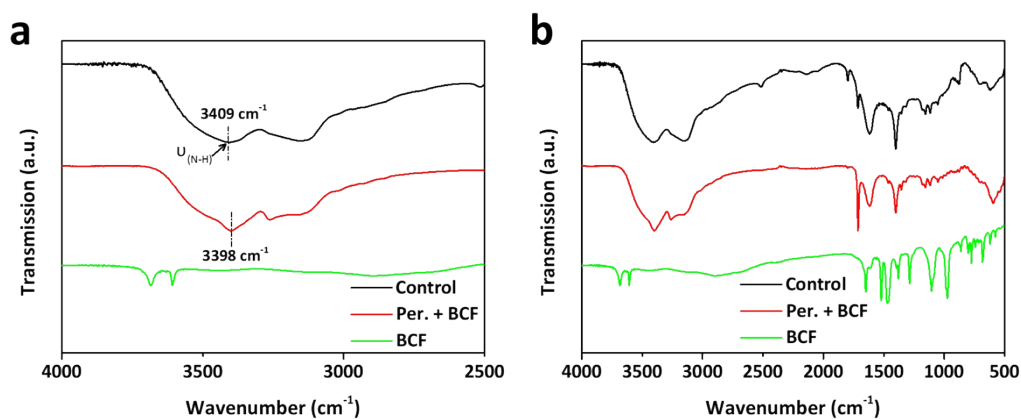 a
Transmission (a.u.)
3409 cm⁻¹
U(N-H)
3398 cm⁻¹
Control
Per. + BCF
BCF
4000 3500 3000 2500
Wavenumber (cm⁻¹)
b
Transmission (a.u.)
Control
Per. + BCF
BCF
4000 3500 3000 2500 2000 1500 1000 500
Wavenumber (cm⁻¹)